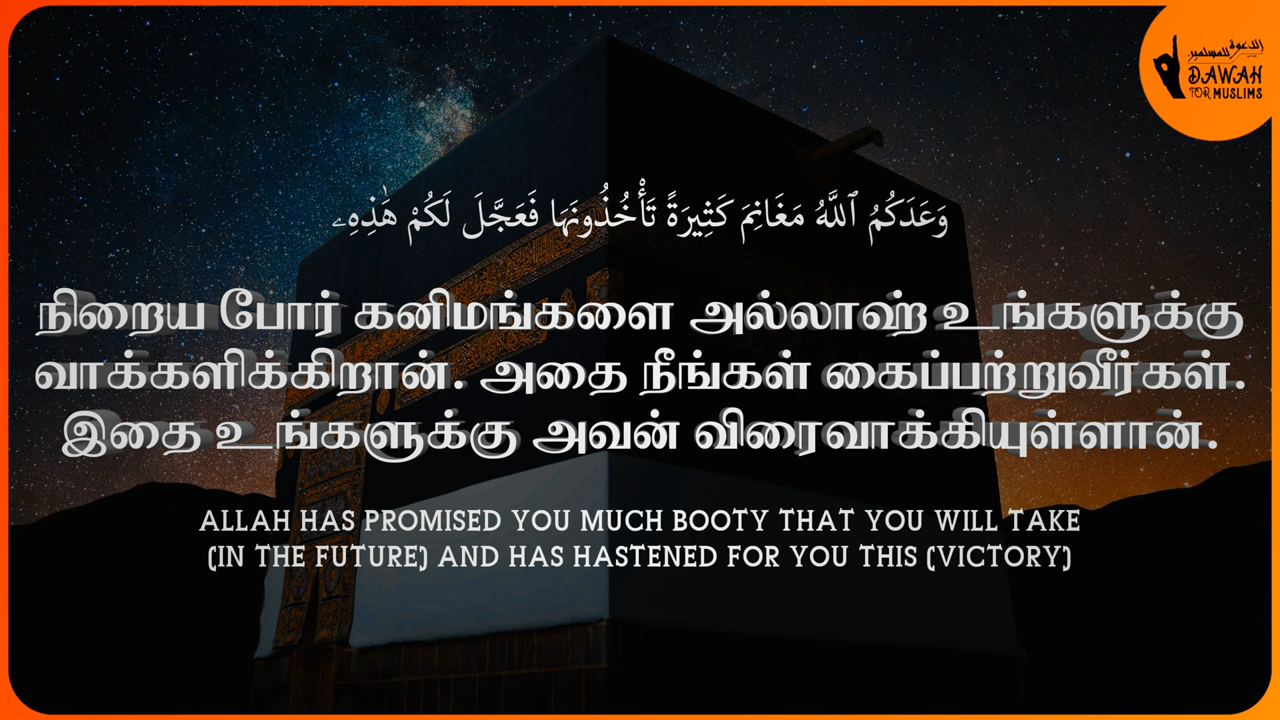 الدعوة للمسلمين
DAWAH
FOR MUSLIMS
وَعَدَكُمُ ٱللَّهُ مَغَانِمَ كَثِيرَةً تَأْخُذُونَهَا فَعَجَّلَ لَكُمْ هَٰذِهِۦ
நிறைய போர் கனிமங்களை அல்லாஹ் உங்களுக்கு
வாக்களிக்கிறான். அதை நீங்கள் கைப்பற்றுவீர்கள்.
இதை உங்களுக்கு அவன் விரைவாக்கியுள்ளான்.
ALLAH HAS PROMISED YOU MUCH BOOTY THAT YOU WILL TAKE
(IN THE FUTURE) AND HAS HASTENED FOR YOU THIS (VICTORY)